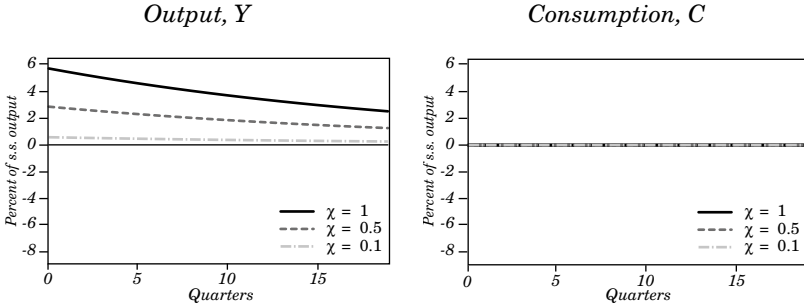 Output, Y
Percent of s.s. output
6
4
2
0
-2
-4
-6
-8
χ = 1
χ = 0.5
χ = 0.1
0
5
10
15
Quarters
Consumption, C
Percent of s.s. output
6
4
2
0
-2
-4
-6
-8
χ = 1
χ = 0.5
χ = 0.1
0
5
10
15
Quarters